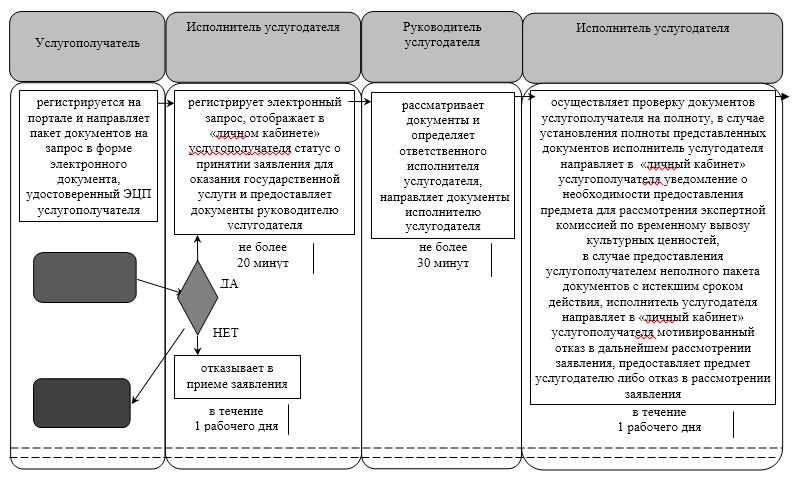 Услугополучатель
Исполнитель услугодателя
Руководитель
услугодателя
Исполнитель услугодателя
регистрируется на
портале и направляет
пакет документов на
запрос в форме
электронного
документа,
удостоверенный ЭЦП
услугополучателя
регистрирует электронный
запрос, отображает в
«личном кабинете»
услугополучателя статус о
принятии заявления для
оказания государственной
услуги и предоставляет
документы руководителю
услугодателя
не более
20 минут
ДА
НЕТ
отказывает в
приеме заявления
в течение
1 рабочего дня
рассматривает
документы и
определяет
ответственного
исполнителя
услугодателя,
направляет документы
исполнителю
услугодателя
не более
30 минут
осуществляет проверку документов
услугополучателя на полноту, в случае
установления полноты представленных
документов исполнитель услугодателя
направляет в «личный кабинет»
услугополучателя уведомление о
необходимости предоставления
предмета для рассмотрения экспертной
комиссией по временному вывозу
культурных ценностей,
в случае предоставления
услугополучателем неполного пакета
документов с истекшим сроком
действия, исполнитель услугодателя
направляет в «личный кабинет»
услугополучателя мотивированный
отказ в дальнейшем рассмотрении
заявления, предоставляет предмет
услугодателю либо отказ в рассмотрении
заявления
в течение
1 рабочего дня